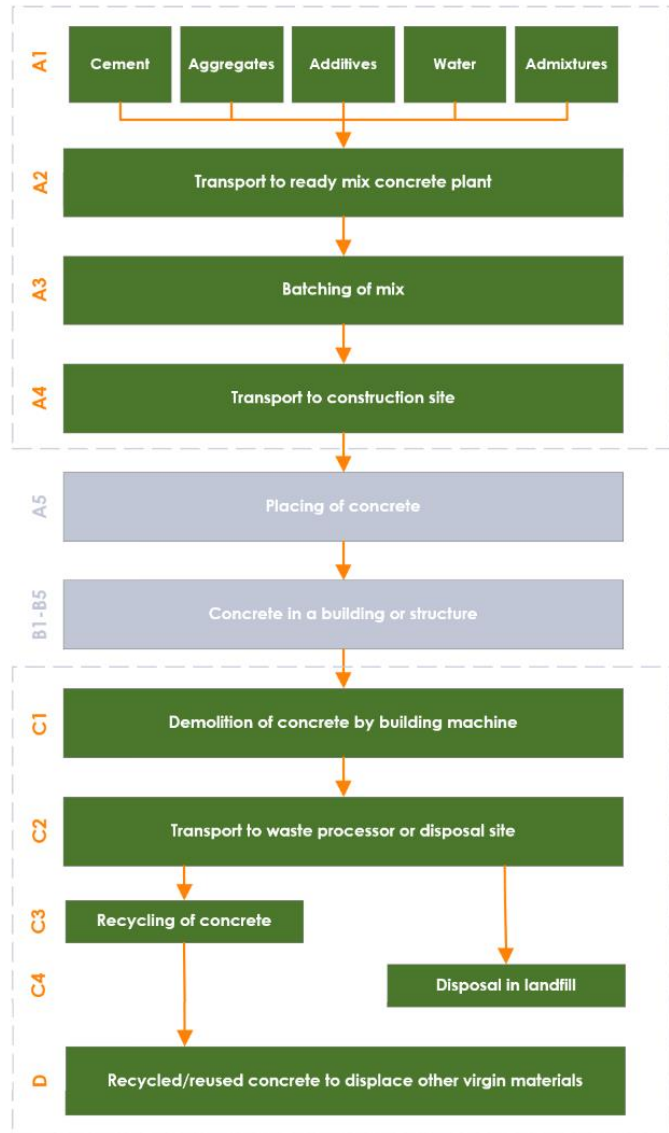 A1
Cement
Aggregates
Additives
Water
Admixtures
A2
Transport to ready mix concrete plant
A3
Batching of mix
A4
Transport to construction site
A5
Placing of concrete
B1-B5
Concrete in a building or structure
C1
Demolition of concrete by building machine
C2
Transport to waste processor or disposal site
C3
Recycling of concrete
C4
Disposal in landfill
D
Recycled/reused concrete to displace other virgin materials